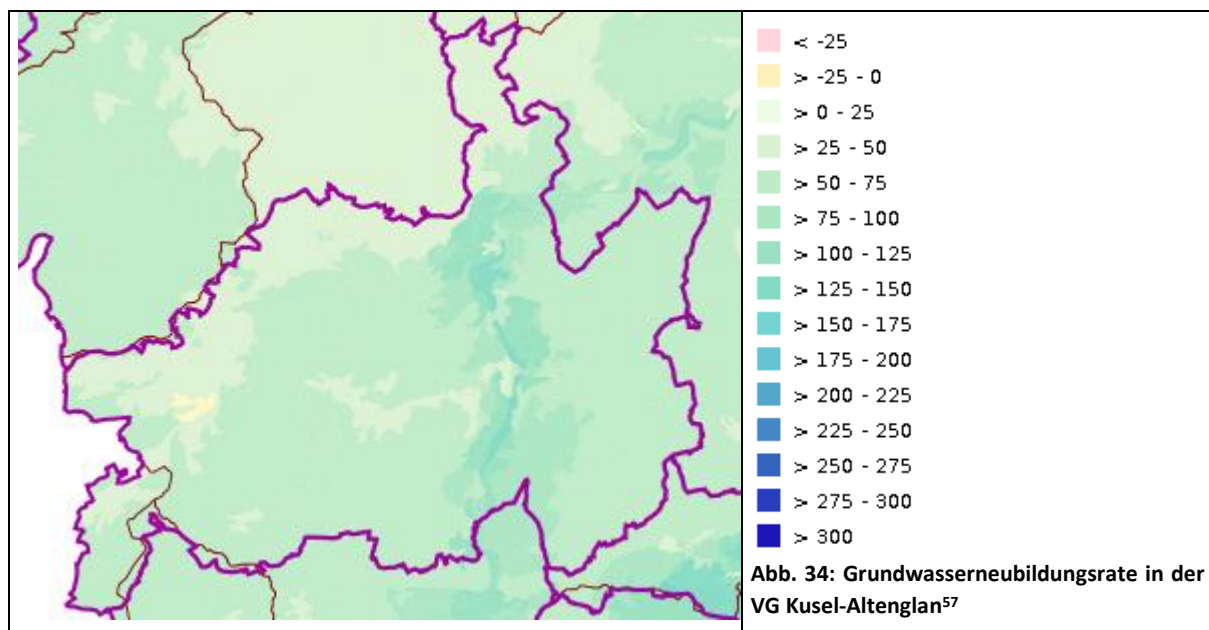 < -25
> -25 - 0
> 0 - 25
> 25 - 50
> 50 - 75
> 75 - 100
> 100 - 125
> 125 - 150
> 150 - 175
> 175 - 200
> 200 - 225
> 225 - 250
> 250 - 275
> 275 - 300
> 300
Abb. 34: Grundwasserneubildungsrate in der
VG Kusel-Altenglan57